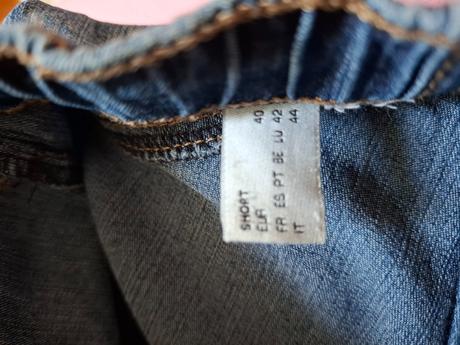 SHORT
EUR 40
FR ES PT BE LU 42
IT 44